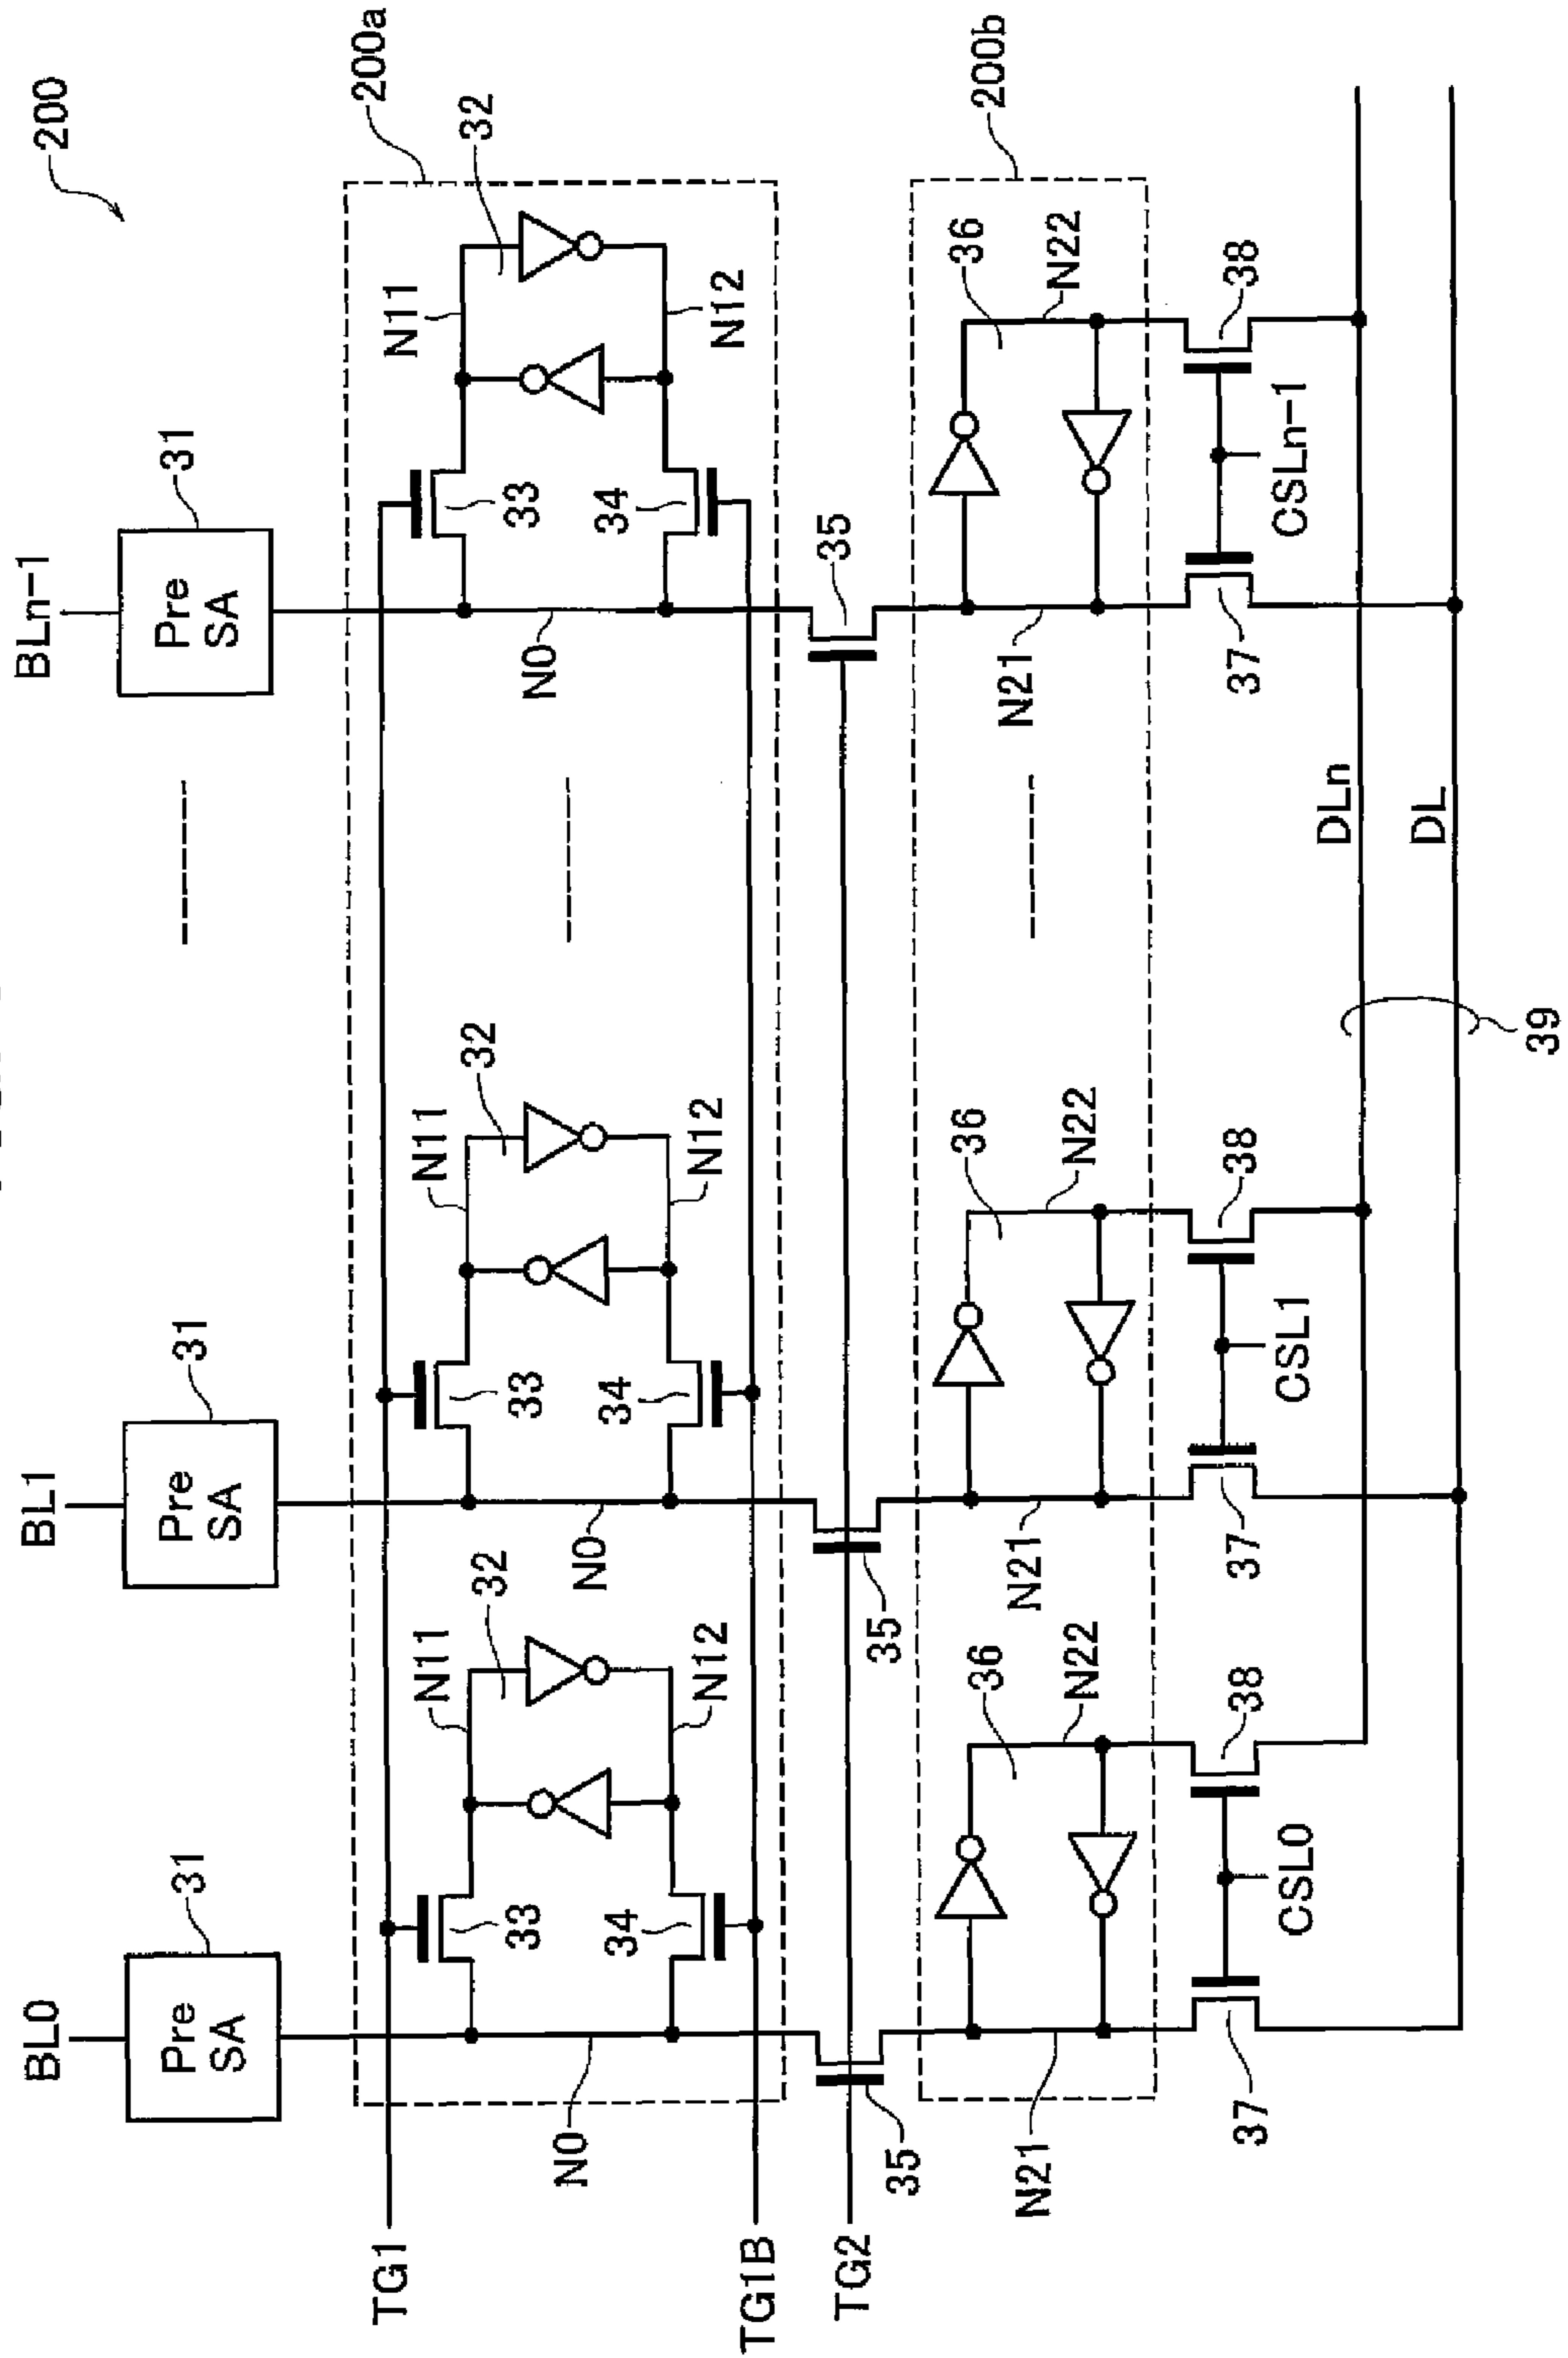 200
BL0
BL1
BLn-1
Pre
SA
31
Pre
SA
31
Pre
SA
31
200a
TG1
N11
32
N11
32
N11
32
33
33
33
N0
N0
N0
34
34
34
N12
N12
N12
TG1B
TG2
35
35
35
200b
36
36
36
N21
N21
N21
N22
N22
N22
37
38
37
38
37
38
CSL0
CSL1
CSLn-1
DLn
DL
39